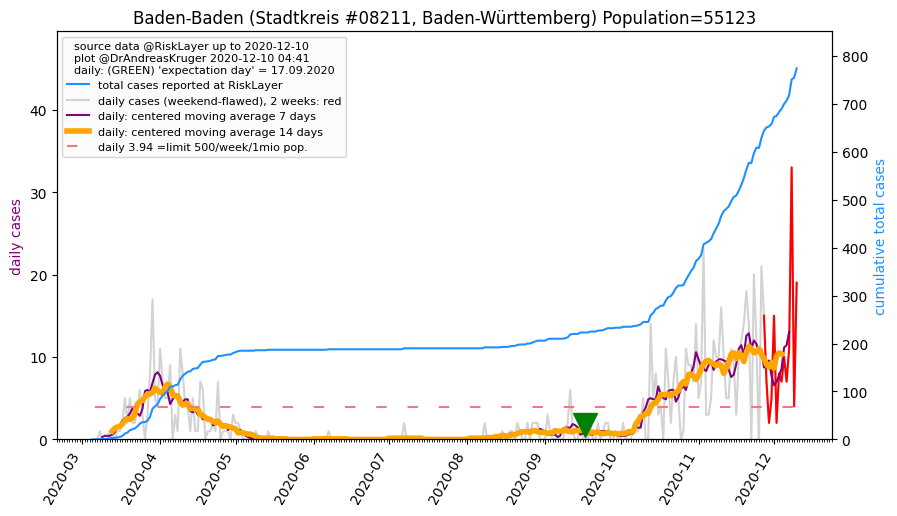 Baden-Baden (Stadtkreis #08211, Baden-Württemberg) Population=55123
source data @RiskLayer up to 2020-12-10
plot @DrAndreasKruger 2020-12-10 04:41
daily: (GREEN) 'expectation day' = 17.09.2020
total cases reported at RiskLayer
daily cases (weekend-flawed), 2 weeks: red
daily: centered moving average 7 days
daily: centered moving average 14 days
daily 3.94 =limit 500/week/1mio pop.
daily cases
40
30
20
10
0
800
700
600
500
400
300
200
100
0
cumulative total cases
2020-03
2020-04
2020-05
2020-06
2020-07
2020-08
2020-09
2020-10
2020-11
2020-12